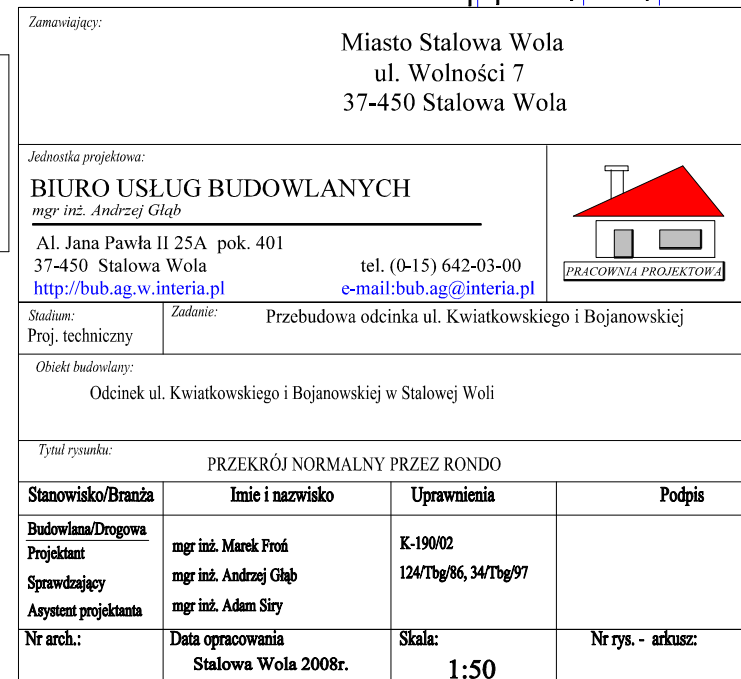 Zamawiający:
Miasto Stalowa Wola
ul. Wolności 7
37-450 Stalowa Wola
Jednostka projektowa:
BIURO USŁUG BUDOWLANYCH
mgr inż. Andrzej Głąb
Al. Jana Pawła II 25A pok. 401
37-450 Stalowa Wola tel. (0-15) 642-03-00
http://bub.ag.w.interia.pl e-mail:bub.ag@interia.pl
PRACOWNIA PROJEKTOWA
Stadium:
Proj. techniczny
Zadanie: Przebudowa odcinka ul. Kwiatkowskiego i Bojanowskiej
Obiekt budowlany:
Odcinek ul. Kwiatkowskiego i Bojanowskiej w Stalowej Woli
Tytuł rysunku:
PRZEKRÓJ NORMALNY PRZEZ RONDO
Stanowisko/Branża Imie i nazwisko Uprawnienia Podpis
Budowlana/Drogowa
Projektant mgr inż. Marek Froń K-190/02
Sprawdzający mgr inż. Andrzej Głąb 124/Tbg/86, 34/Tbg/97
Asystent projektanta mgr inż. Adam Siry
Nr arch.: Data opracowania Skala: Nr rys. - arkusz:
Stalowa Wola 2008r. 1:50